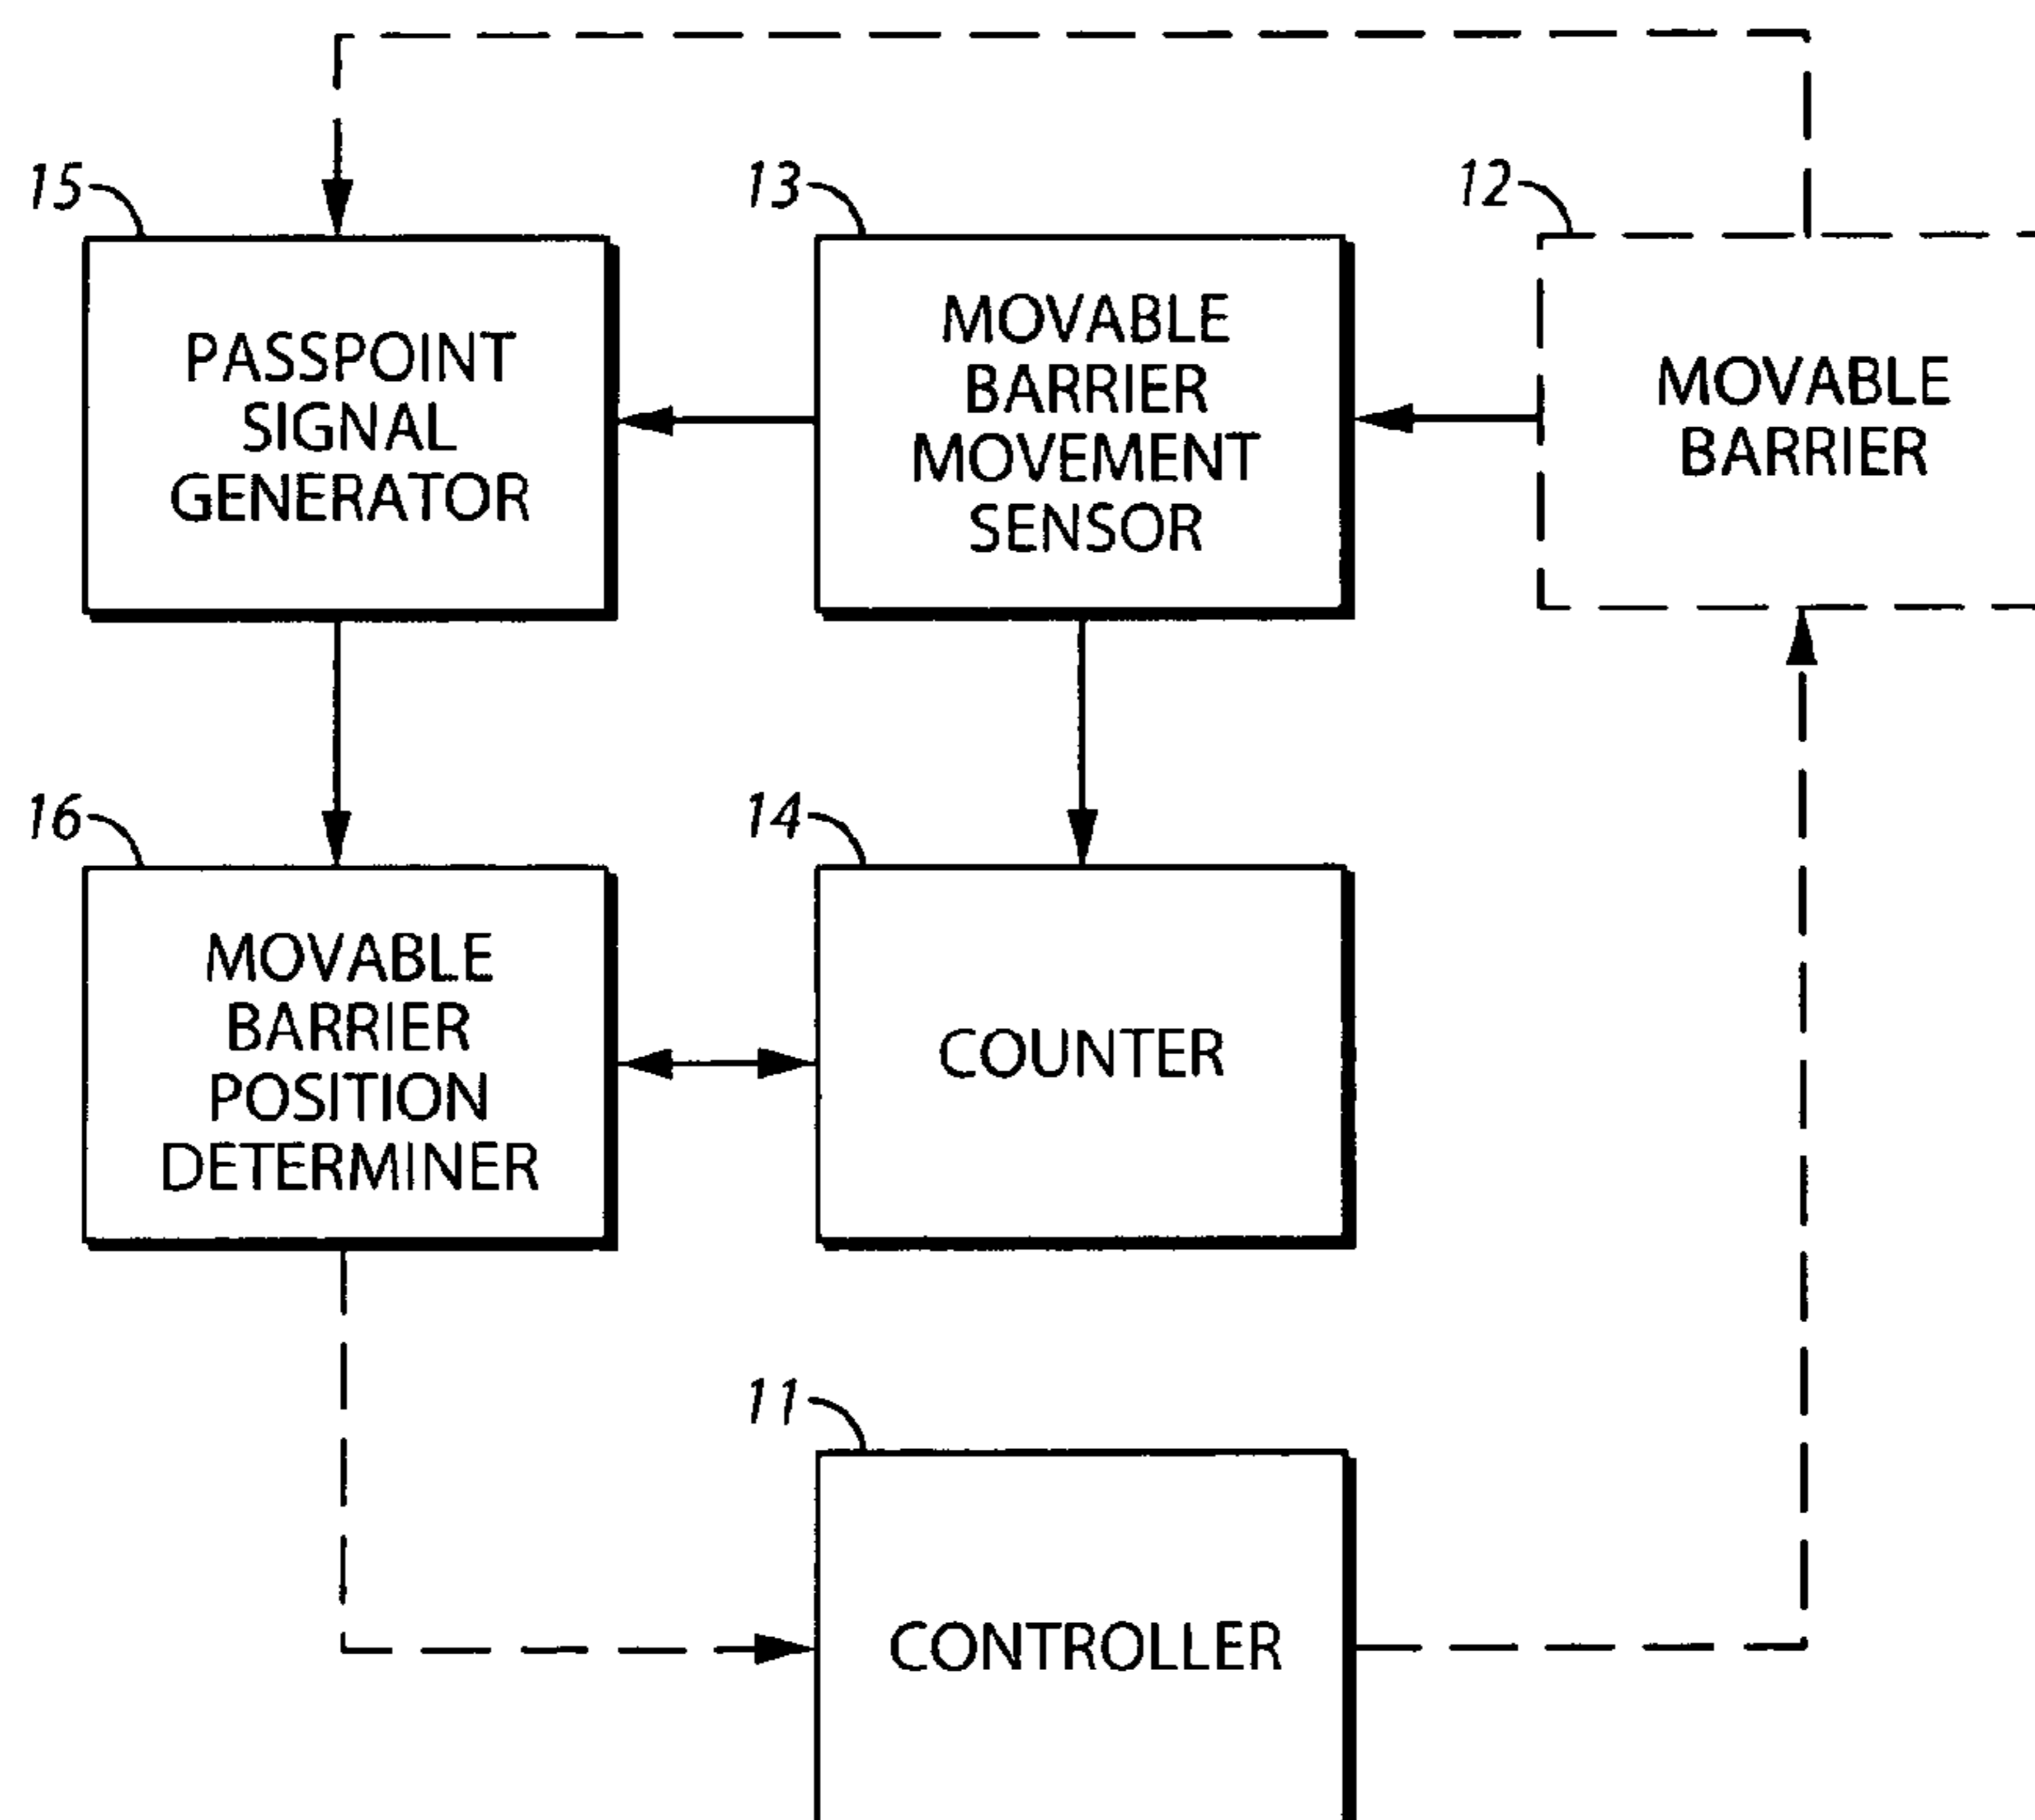 15
PASSPOINT
SIGNAL
GENERATOR
13
MOVABLE
BARRIER
MOVEMENT
SENSOR
12
MOVABLE
BARRIER
16
MOVABLE
BARRIER
POSITION
DETERMINER
14
COUNTER
11
CONTROLLER